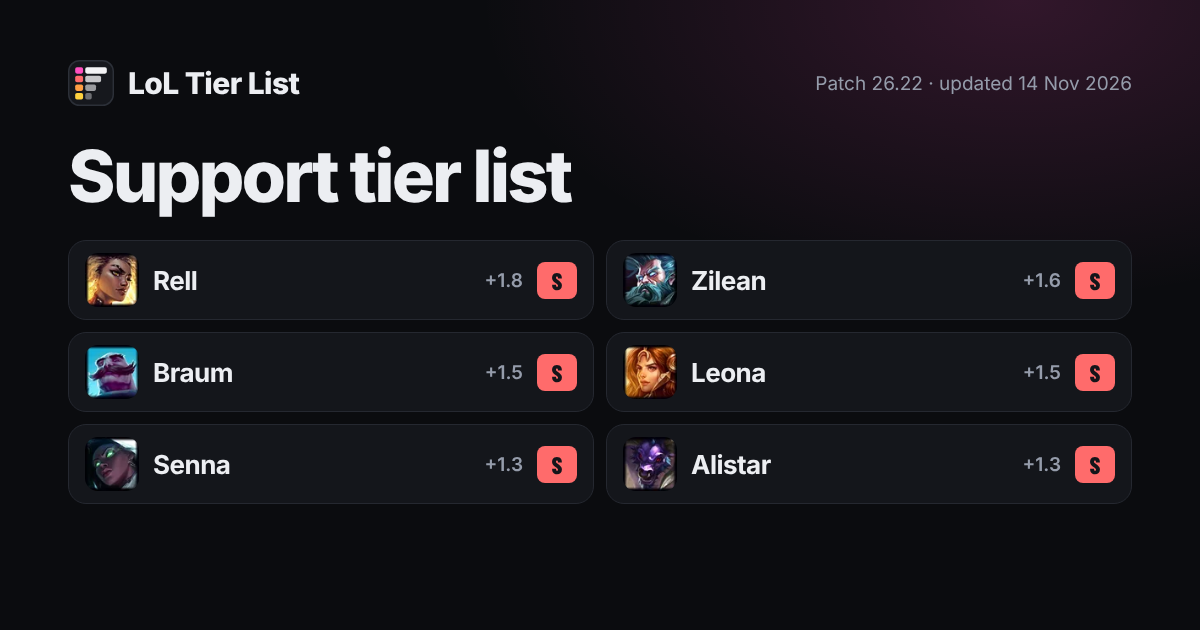 LoL Tier List
Patch 26.22 · updated 14 Nov 2026
Support tier list
Rell +1.8 S
Zilean +1.6 S
Braum +1.5 S
Leona +1.5 S
Senna +1.3 S
Alistar +1.3 S